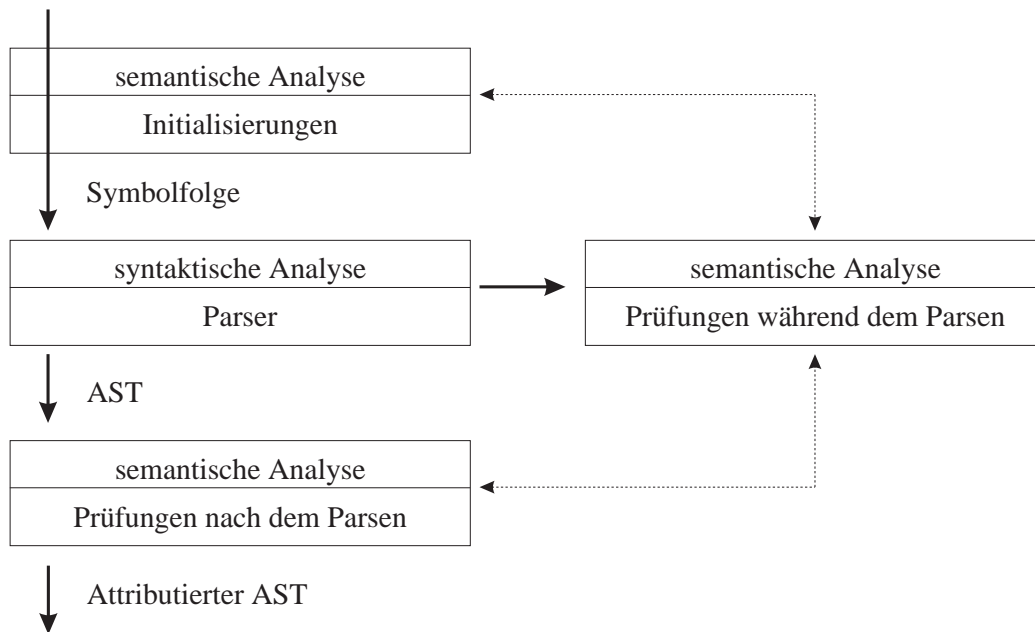 semantische Analyse
Initialisierungen
Symbolfolge
syntaktische Analyse
Parser
semantische Analyse
Prüfungen während dem Parsen
AST
semantische Analyse
Prüfungen nach dem Parsen
Attributierter AST